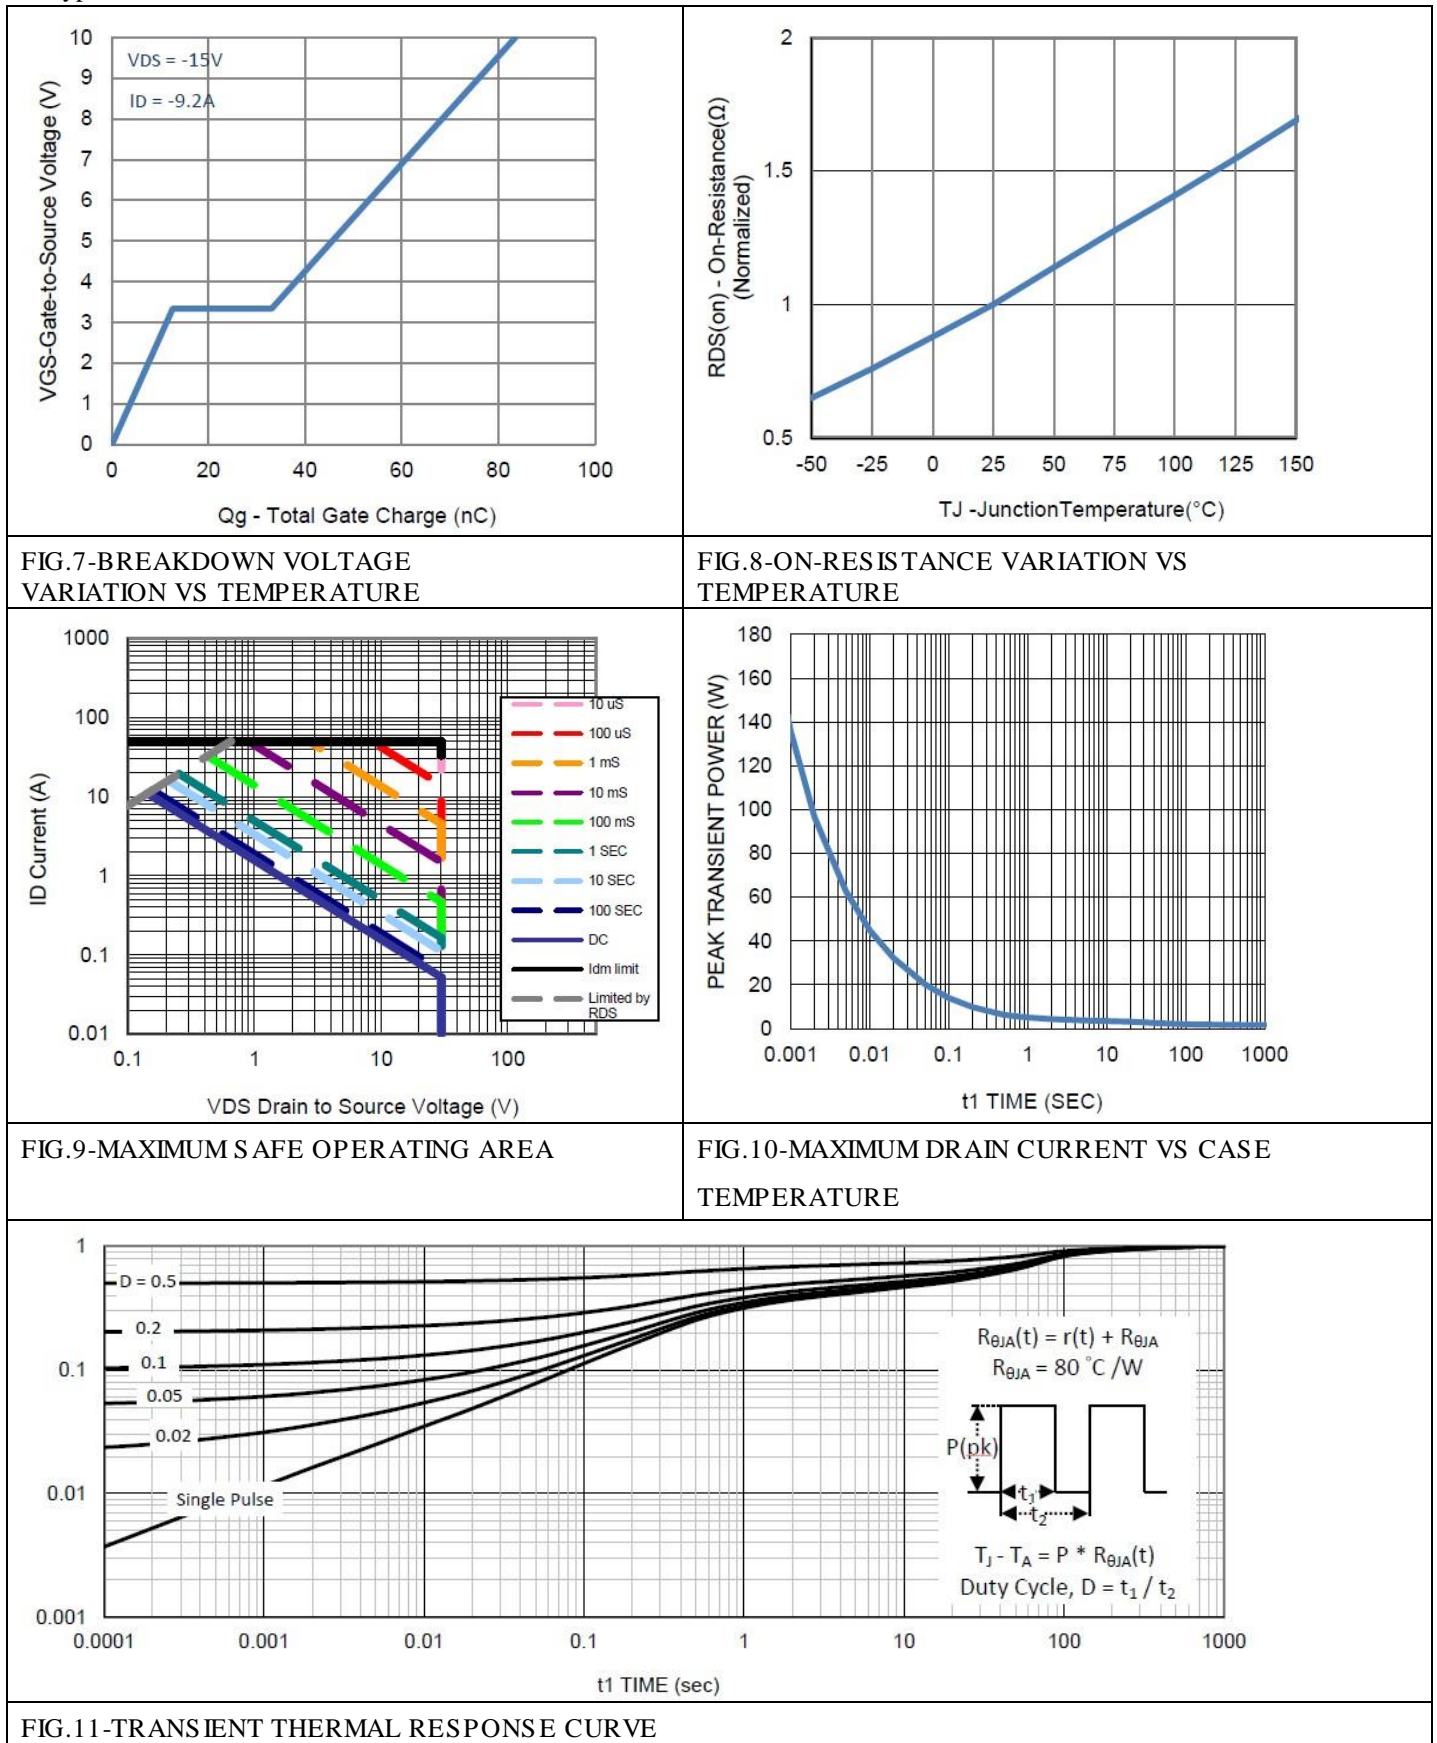 10
9
8
7
6
5
4
3
2
1
0
VGS-Gate-to-Source Voltage (V)
VDS = -15V
ID = -9.2A
0 20 40 60 80 100
Qg - Total Gate Charge (nC)
2
1.5
1
0.5
RDS(on) - On-Resistance(Ω)
(Normalized)
-50 -25 0 25 50 75 100 125 150
TJ -JunctionTemperature(°C)
FIG.7-BREAKDOWN VOLTAGE
VARIATION VS TEMPERATURE
FIG.8-ON-RESISTANCE VARIATION VS
TEMPERATURE
1000
100
10
1
0.1
0.01
ID Current (A)
10 uS
100 uS
1 mS
10 mS
100 mS
1 SEC
10 SEC
100 SEC
DC
Idm limit
Limited by
RDS
0.1 1 10 100
VDS Drain to Source Voltage (V)
180
160
140
120
100
80
60
40
20
0
PEAK TRANSIENT POWER (W)
0.001 0.01 0.1 1 10 100 1000
t1 TIME (SEC)
FIG.9-MAXIMUM SAFE OPERATING AREA
FIG.10-MAXIMUM DRAIN CURRENT VS CASE
TEMPERATURE
1
0.1
0.01
0.001
D = 0.5
0.2
0.1
0.05
0.02
Single Pulse
RθJA(t) = r(t) + RθJA
RθJA = 80 °C /W
P(pk)
t1
t2
TJ - TA = P * RθJA(t)
Duty Cycle, D = t1 / t2
0.0001 0.001 0.01 0.1 1 10 100 1000
t1 TIME (sec)
FIG.11-TRANSIENT THERMAL RESPONSE CURVE